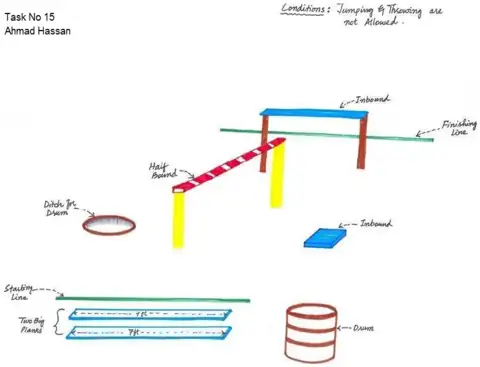 Task No 15
Ahmad Hassan
Conditions: Jumping & Throwing are
not Allowed.
Inbound
Finishing
Line
Half
Bound
Ditch for
Drum
Inbound
Starting
Line
Two Big
Planks
9ft
Drum